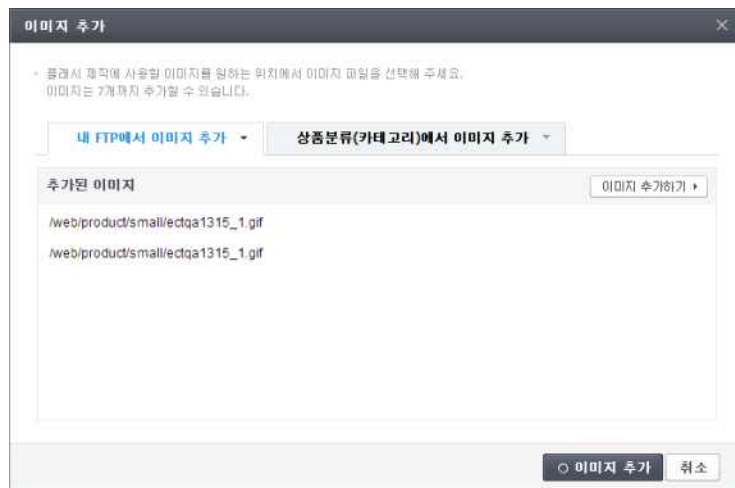 이미지 추가
플래시 제작에 사용할 이미지를 원하는 위치에서 이미지 파일을 선택해 주세요.
이미지는 7개까지 추가할 수 있습니다.
내 FTP에서 이미지 추가
상품분류(카테고리)에서 이미지 추가
추가된 이미지
이미지 추가하기
/web/product/small/ectqa1315_1.gif
/web/product/small/ectqa1315_1.gif
이미지 추가
취소